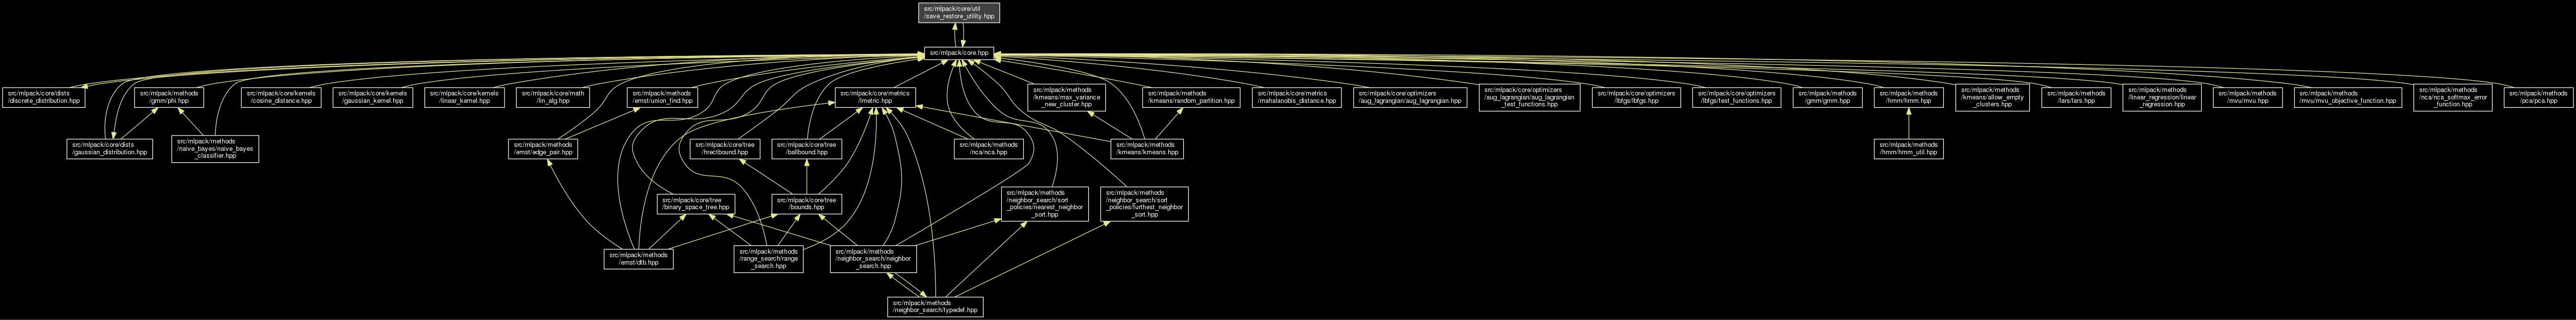 src/mlpack/core/util
/save_restore_utility.hpp
src/mlpack/core.hpp
src/mlpack/core/dists
/discrete_distribution.hpp
src/mlpack/methods
/gmm/phi.hpp
src/mlpack/core/kernels
/cosine_distance.hpp
src/mlpack/core/kernels
/gaussian_kernel.hpp
src/mlpack/core/kernels
/linear_kernel.hpp
src/mlpack/core/math
/lin_alg.hpp
src/mlpack/methods
/emst/union_find.hpp
src/mlpack/core/metrics
/lmetric.hpp
src/mlpack/methods
/kmeans/max_variance
_new_cluster.hpp
src/mlpack/methods
/kmeans/random_partition.hpp
src/mlpack/core/metrics
/mahalanobis_distance.hpp
src/mlpack/core/optimizers
/aug_lagrangian/aug_lagrangian.hpp
src/mlpack/core/optimizers
/aug_lagrangian/aug_lagrangian
_test_functions.hpp
src/mlpack/core/optimizers
/lbfgs/lbfgs.hpp
src/mlpack/core/optimizers
/lbfgs/test_functions.hpp
src/mlpack/methods
/gmm/gmm.hpp
src/mlpack/methods
/hmm/hmm.hpp
src/mlpack/methods
/kmeans/allow_empty
_clusters.hpp
src/mlpack/methods
/lars/lars.hpp
src/mlpack/methods
/linear_regression/linear
_regression.hpp
src/mlpack/methods
/mvu/mvu.hpp
src/mlpack/methods
/mvu/mvu_objective_function.hpp
src/mlpack/methods
/nca/nca_softmax_error
_function.hpp
src/mlpack/methods
/pca/pca.hpp
src/mlpack/core/dists
/gaussian_distribution.hpp
src/mlpack/methods
/naive_bayes/naive_bayes
_classifier.hpp
src/mlpack/methods
/emst/edge_pair.hpp
src/mlpack/core/tree
/hrectbound.hpp
src/mlpack/core/tree
/ballbound.hpp
src/mlpack/methods
/nca/nca.hpp
src/mlpack/methods
/kmeans/kmeans.hpp
src/mlpack/methods
/hmm/hmm_util.hpp
src/mlpack/core/tree
/binary_space_tree.hpp
src/mlpack/core/tree
/bounds.hpp
src/mlpack/methods
/neighbor_search/sort
_policies/nearest_neighbor
_sort.hpp
src/mlpack/methods
/neighbor_search/sort
_policies/furthest_neighbor
_sort.hpp
src/mlpack/methods
/emst/dtb.hpp
src/mlpack/methods
/range_search/range
_search.hpp
src/mlpack/methods
/neighbor_search/neighbor
_search.hpp
src/mlpack/methods
/neighbor_search/typedef.hpp